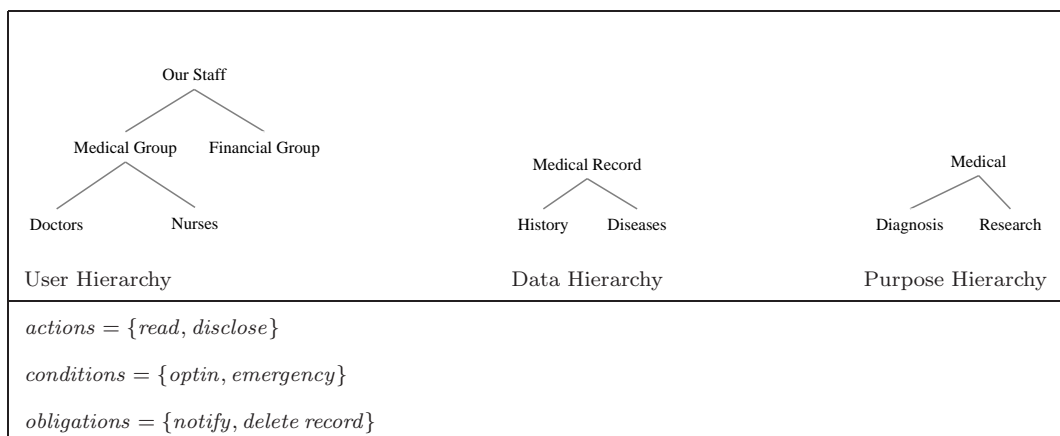 Our Staff
Medical Group Financial Group
Medical Record Medical
Doctors Nurses History Diseases Diagnosis Research
User Hierarchy Data Hierarchy Purpose Hierarchy
actions = {read, disclose}
conditions = {optin, emergency}
obligations = {notify, delete record}